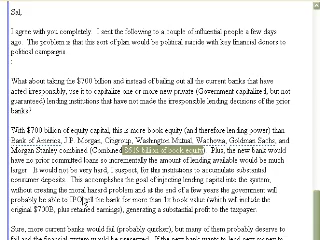 Sal,
I agree with you completely. I sent the following to a couple of influential people a few days
ago. The problem is that sort of plan would be political suicide with key financial donors to
political campaigns.
:
What about taking the $700 billion and instead of bailing out all the current banks that have
acted irresponsibly, use it to capitalize one or more new private (Government capitalized, but not
guaranteed) lending institutions that have not made the irresponsible lending decisions of the prior
banks?
With $700 billion of equity capital, this is more book equity (and therefore lending power) than
Bank of America, J.P. Morgan, Citigroup, Washington Mutual, Wachovia, Goldman Sachs, and
Morgan Stanley combined (Combined billion of book equity) Plus, the new bank would
have no prior committed loans so incrementally the amount of lending available would be much
larger. It would not be very hard, I suspect, for this institutions to accumulate substantial
consumer deposits. This accomplishes the goal of injecting lending capital into the system,
without creating the moral hazard problem and at the end of a few years the government will
probably be able to IPO/sell the bank for more than 1x book value (which will include the
original $700B, plus retained earnings), generating a substantial profit to the taxpayer.
Sure, more current banks would fail (probably quicker), but many of them probably deserve to